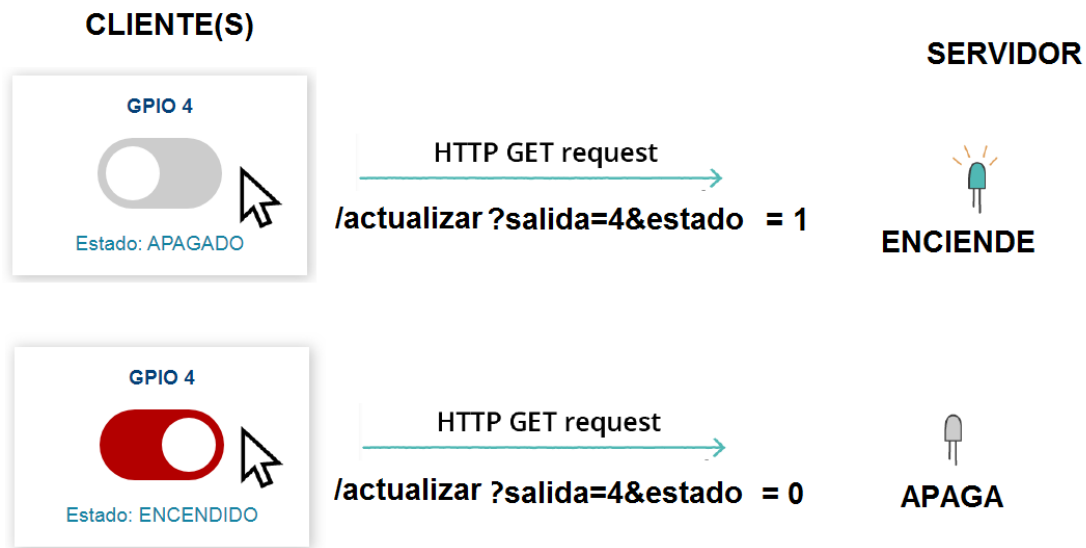 CLIENTE(S)
SERVIDOR
GPIO 4
Estado: APAGADO
HTTP GET request
/actualizar ?salida=4&estado = 1
ENCIENDE
GPIO 4
Estado: ENCENDIDO
HTTP GET request
/actualizar ?salida=4&estado = 0
APAGA